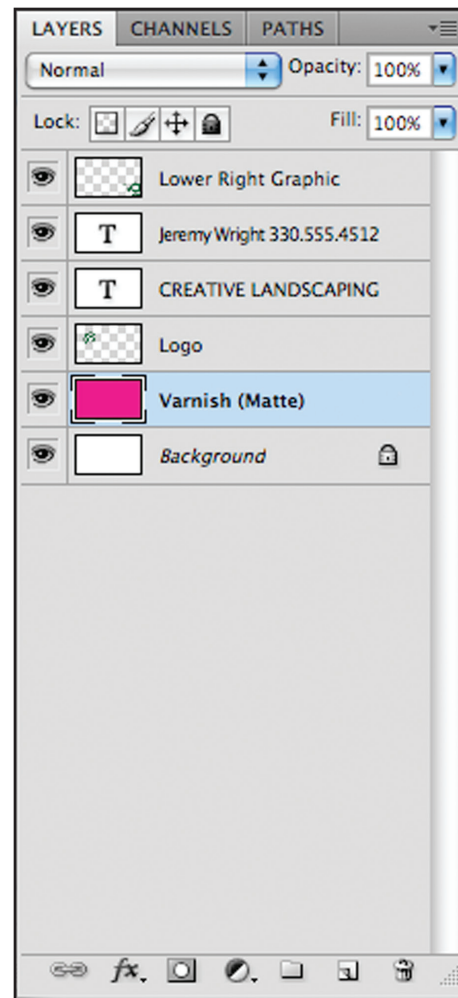 LAYERS CHANNELS PATHS
Normal Opacity: 100%
Lock: Fill: 100%
Lower Right Graphic
T Jeremy Wright 330.555.4512
T CREATIVE LANDSCAPING
Logo
Varnish (Matte)
Background
fx.